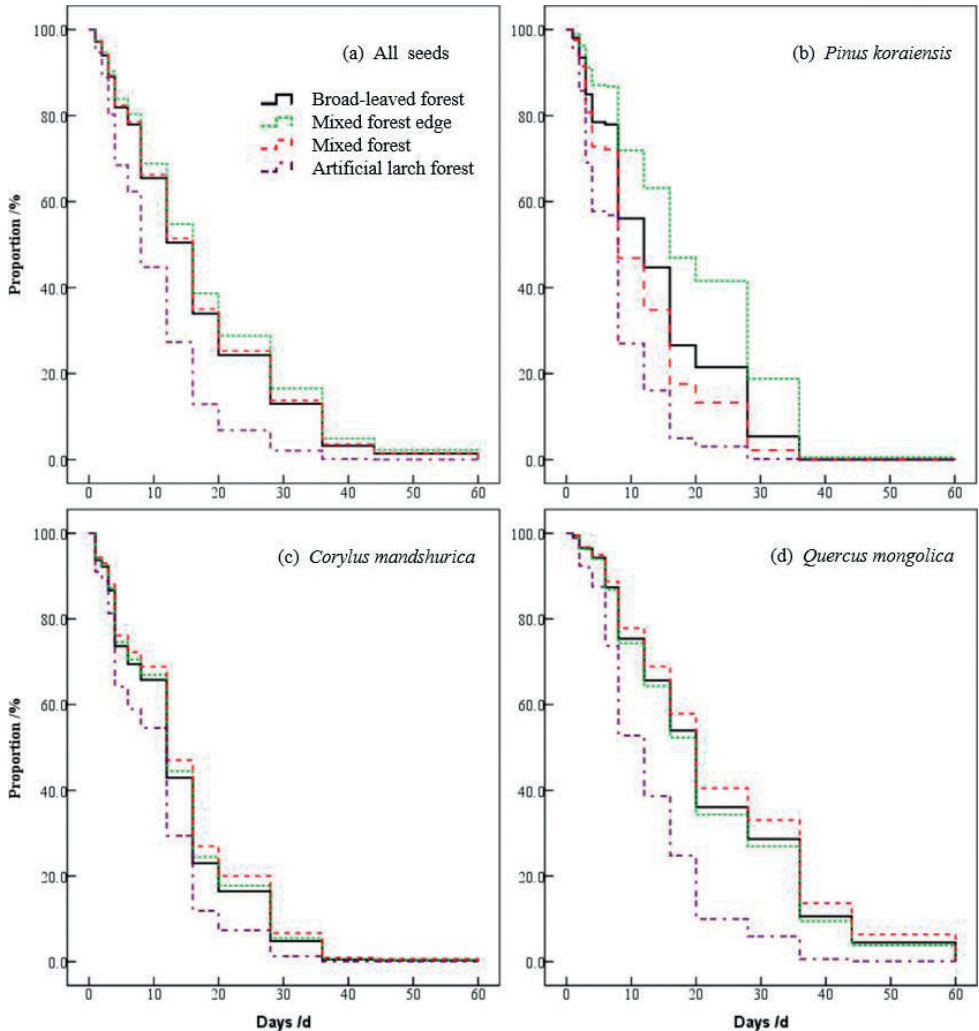 100.0
80.0
60.0
40.0
20.0
0.0
Proportion /%
(a) All seeds
Broad-leaved forest
Mixed forest edge
Mixed forest
Artificial larch forest
0 10 20 30 40 50 60
100.0
80.0
60.0
40.0
20.0
0.0
(b) Pinus koraiensis
0 10 20 30 40 50 60
100.0
80.0
60.0
40.0
20.0
0.0
Proportion /%
(c) Corylus mandshurica
0 10 20 30 40 50 60
Days /d
100.0
80.0
60.0
40.0
20.0
0.0
(d) Quercus mongolica
0 10 20 30 40 50 60
Days /d